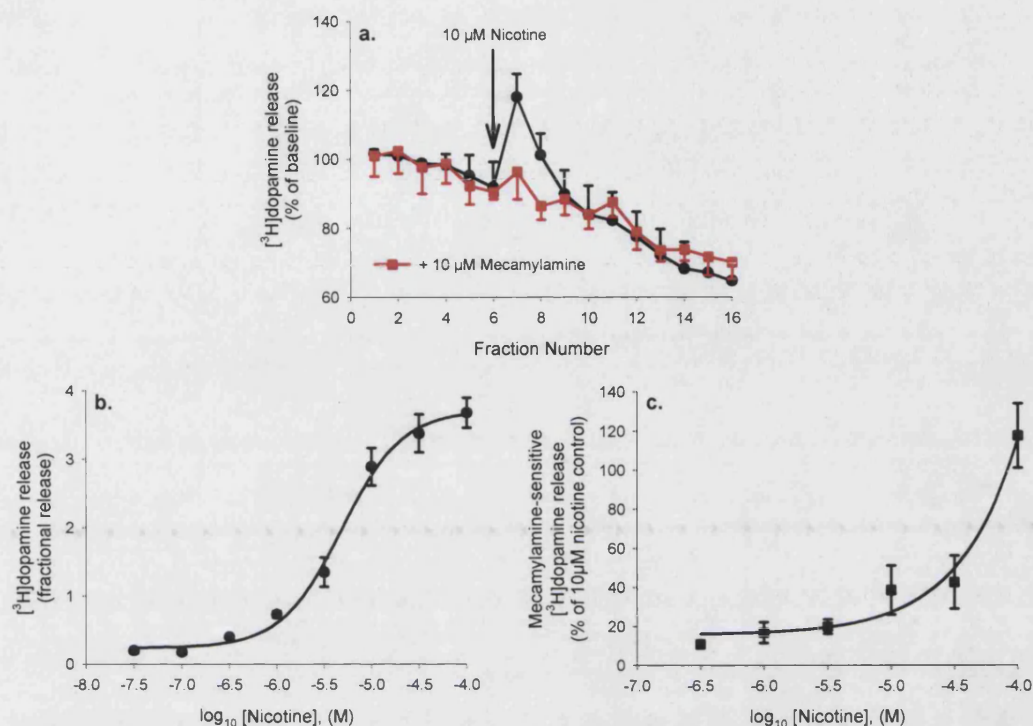 a.
10 µM Nicotine
[³H]dopamine release
(% of baseline)
140
120
100
80
60
+ 10 µM Mecamylamine
0 2 4 6 8 10 12 14 16
Fraction Number
b.
[³H]dopamine release
(fractional release)
4
3
2
1
0
-8.0 -7.5 -7.0 -6.5 -6.0 -5.5 -5.0 -4.5 -4.0
log₁₀ [Nicotine], (M)
c.
Mecamylamine-sensitive
[³H]dopamine release
(% of 10µM nicotine control)
140
120
100
80
60
40
20
0
-7.0 -6.5 -6.0 -5.5 -5.0 -4.5 -4.0
log₁₀ [Nicotine], (M)